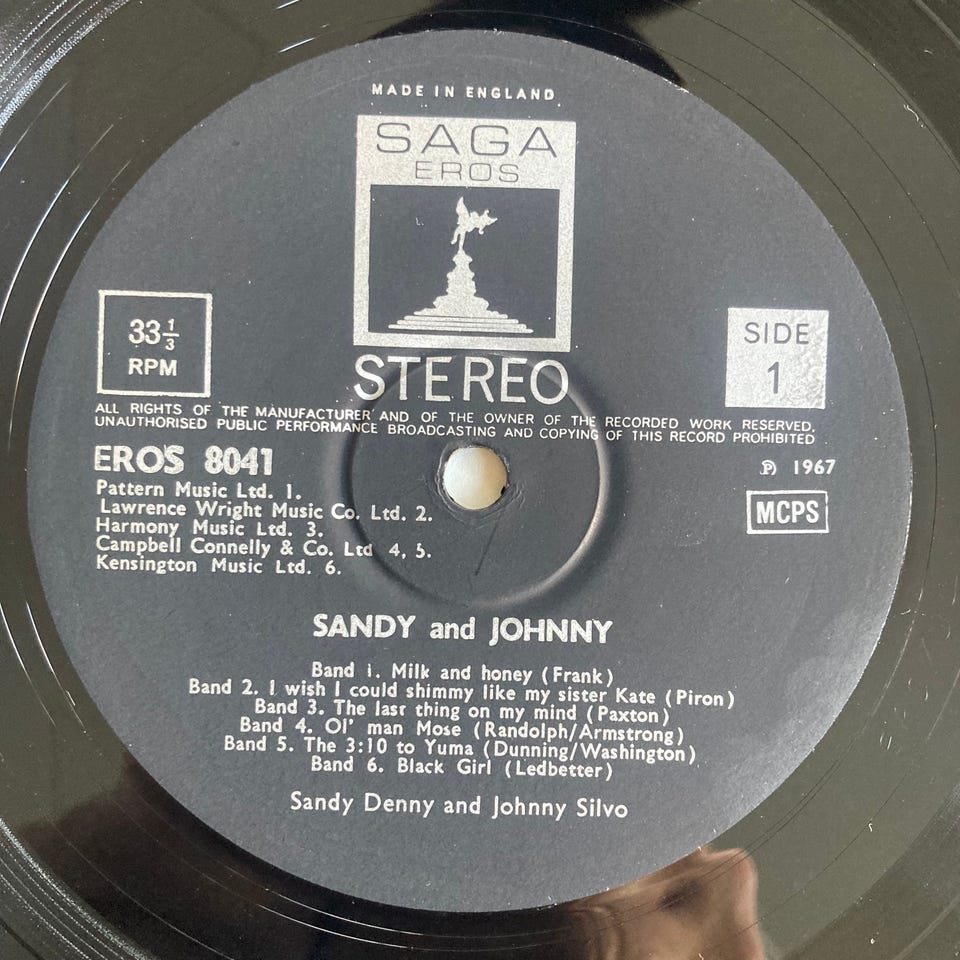 MADE IN ENGLAND
SAGA
EROS
33 1/3
RPM
STEREO
SIDE
1
ALL RIGHTS OF THE MANUFACTURER AND OF THE OWNER OF THE RECORDED WORK RESERVED.
UNAUTHORISED PUBLIC PERFORMANCE BROADCASTING AND COPYING OF THIS RECORD PROHIBITED
EROS 8041
Ⓟ 1967
Pattern Music Ltd. 1.
Lawrence Wright Music Co. Ltd. 2.
Harmony Music Ltd. 3.
Campbell Connelly & Co. Ltd 4, 5.
Kensington Music Ltd. 6.
MCPS
SANDY and JOHNNY
Band 1. Milk and honey (Frank)
Band 2. I wish I could shimmy like my sister Kate (Piron)
Band 3. The last thing on my mind (Paxton)
Band 4. Ol' man Mose (Randolph/Armstrong)
Band 5. The 3:10 to Yuma (Dunning/Washington)
Band 6. Black Girl (Ledbetter)
Sandy Denny and Johnny Silvo